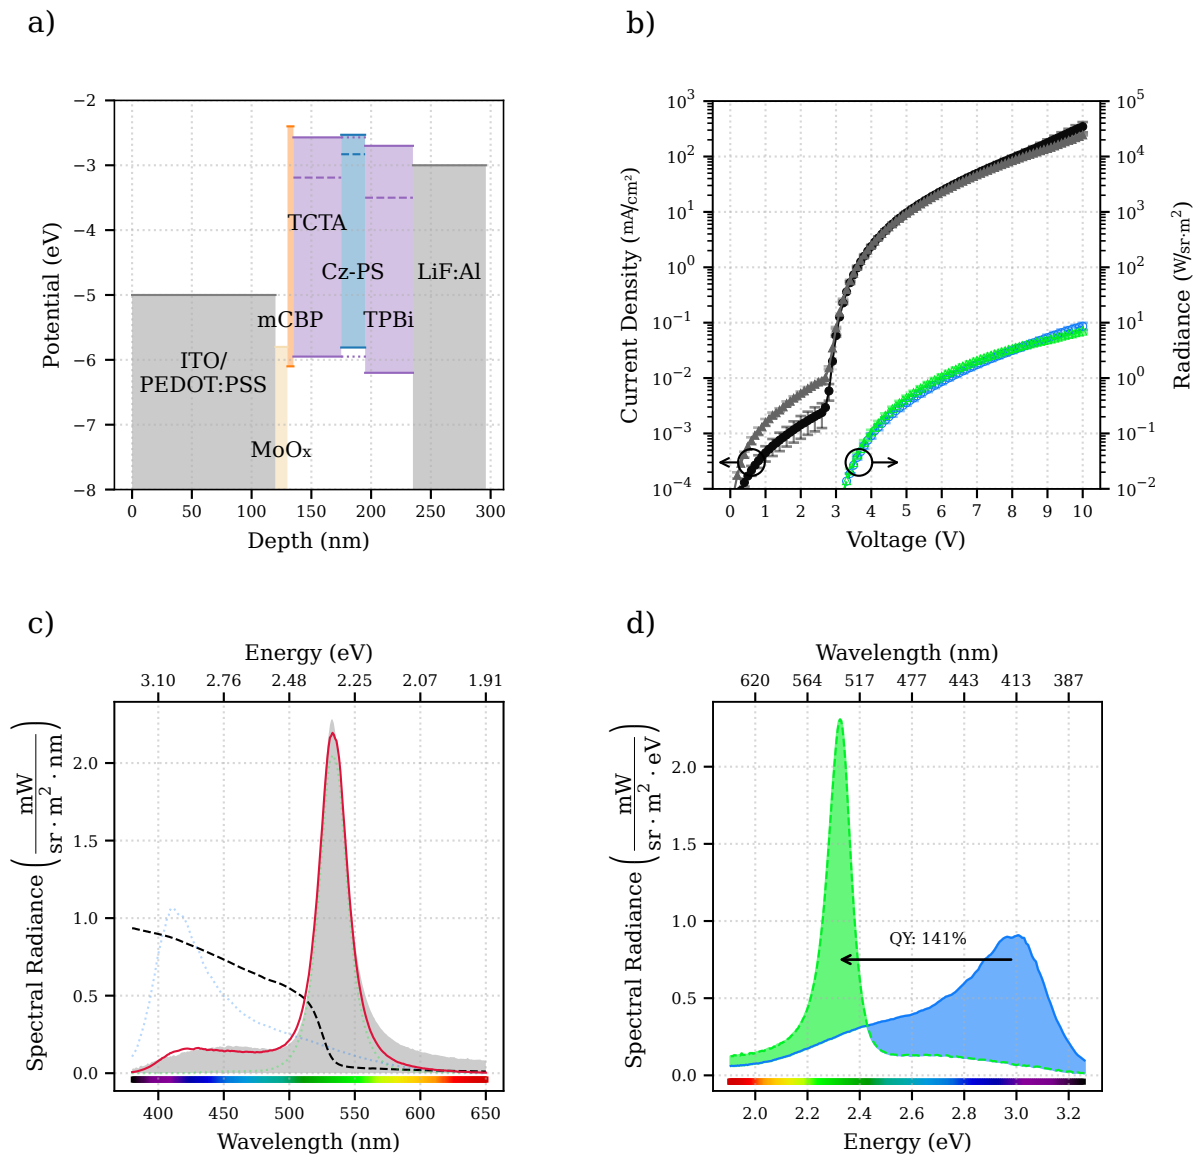 a)
−2
−3
−4
−5
−6
−7
−8
Potential (eV)
TCTA
Cz-PS
LiF:Al
mCBP
TPBi
ITO/
PEDOT:PSS
MoOx
0 50 100 150 200 250 300
Depth (nm)
b)
10³
10²
10¹
10⁰
10⁻¹
10⁻²
10⁻³
10⁻⁴
Current Density (mA/cm²)
10⁵
10⁴
10³
10²
10¹
10⁰
10⁻¹
10⁻²
Radiance (W/sr·m²)
0 1 2 3 4 5 6 7 8 9 10
Voltage (V)
c)
Energy (eV)
3.10 2.76 2.48 2.25 2.07 1.91
2.0
1.5
1.0
0.5
0.0
Spectral Radiance (mW / sr · m² · nm)
400 450 500 550 600 650
Wavelength (nm)
d)
Wavelength (nm)
620 564 517 477 443 413 387
2.0
1.5
1.0
0.5
0.0
Spectral Radiance (mW / sr · m² · eV)
QY: 141%
2.0 2.2 2.4 2.6 2.8 3.0 3.2
Energy (eV)